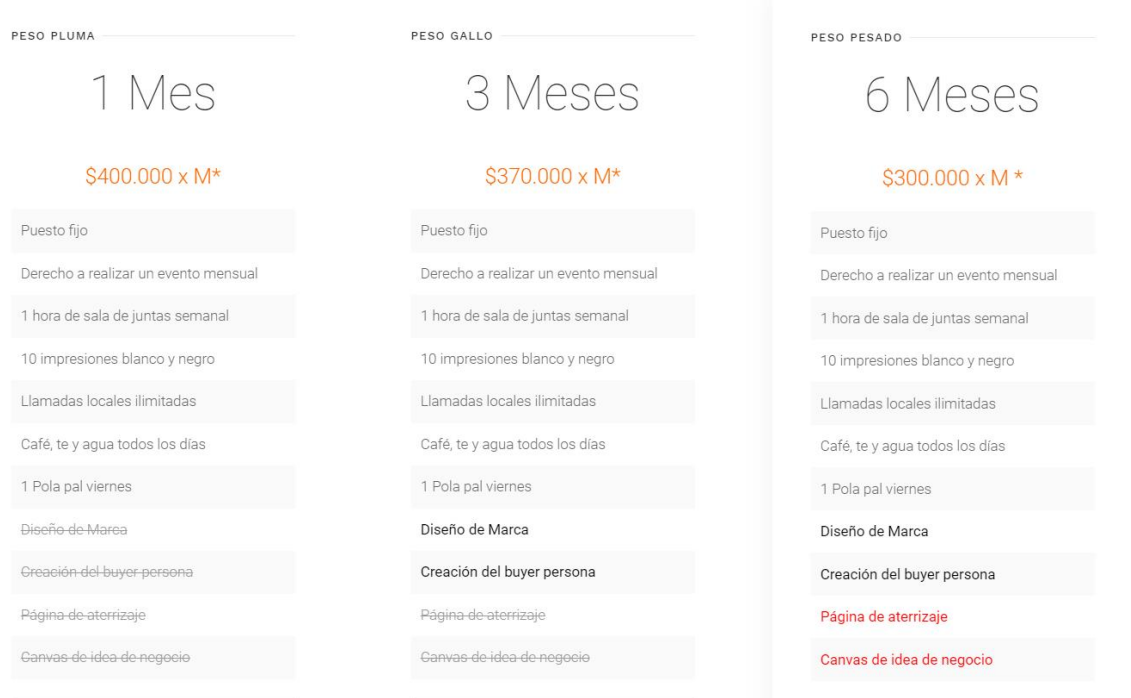 PESO PLUMA
1 Mes
$400.000 x M*
Puesto fijo
Derecho a realizar un evento mensual
1 hora de sala de juntas semanal
10 impresiones blanco y negro
Llamadas locales ilimitadas
Café, te y agua todos los días
1 Pola pal viernes
Diseño de Marca
Creación del buyer persona
Página de aterrizaje
Canvas de idea de negocio
PESO GALLO
3 Meses
$370.000 x M*
Puesto fijo
Derecho a realizar un evento mensual
1 hora de sala de juntas semanal
10 impresiones blanco y negro
Llamadas locales ilimitadas
Café, te y agua todos los días
1 Pola pal viernes
Diseño de Marca
Creación del buyer persona
Página de aterrizaje
Canvas de idea de negocio
PESO PESADO
6 Meses
$300.000 x M *
Puesto fijo
Derecho a realizar un evento mensual
1 hora de sala de juntas semanal
10 impresiones blanco y negro
Llamadas locales ilimitadas
Café, te y agua todos los días
1 Pola pal viernes
Diseño de Marca
Creación del buyer persona
Página de aterrizaje
Canvas de idea de negocio